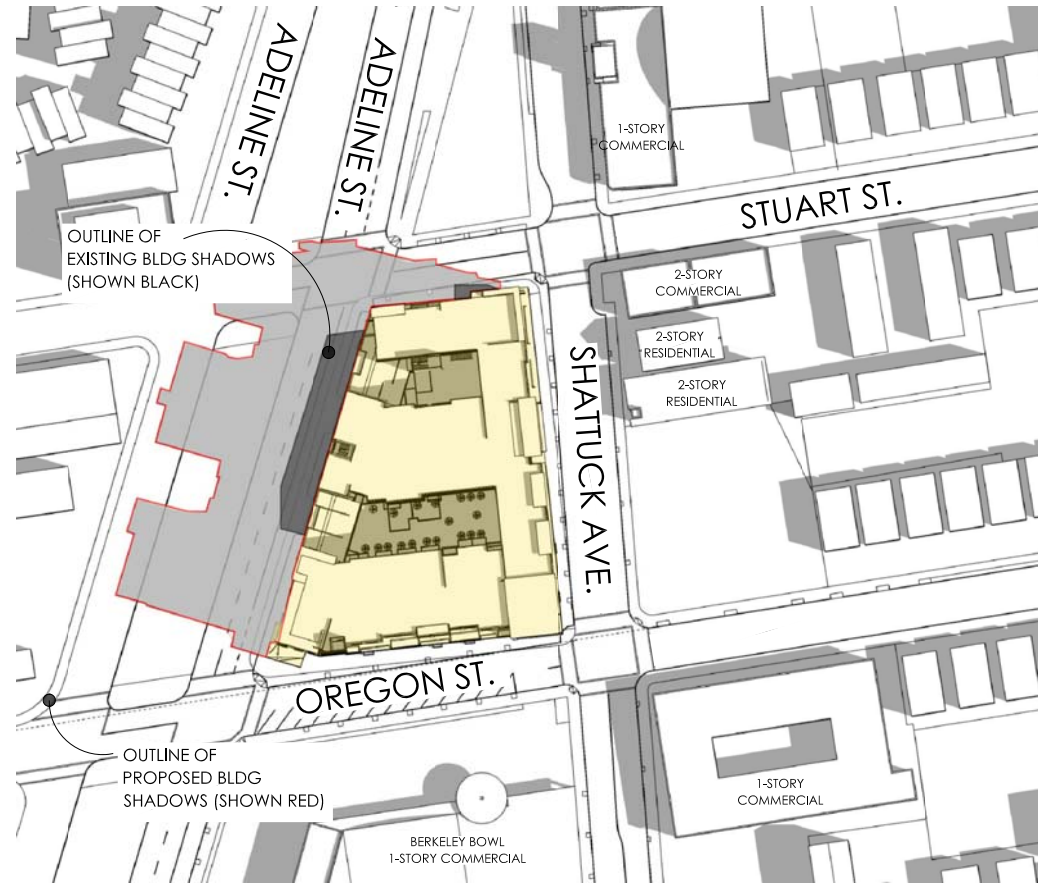 ADELINE ST.
ADELINE ST.
1-STORY
COMMERCIAL
STUART ST.
OUTLINE OF
EXISTING BLDG SHADOWS
(SHOWN BLACK)
2-STORY
COMMERCIAL
2-STORY
RESIDENTIAL
2-STORY
RESIDENTIAL
SHATTUCK AVE.
OREGON ST.
OUTLINE OF
PROPOSED BLDG
SHADOWS (SHOWN RED)
1-STORY
COMMERCIAL
BERKELEY BOWL
1-STORY COMMERCIAL